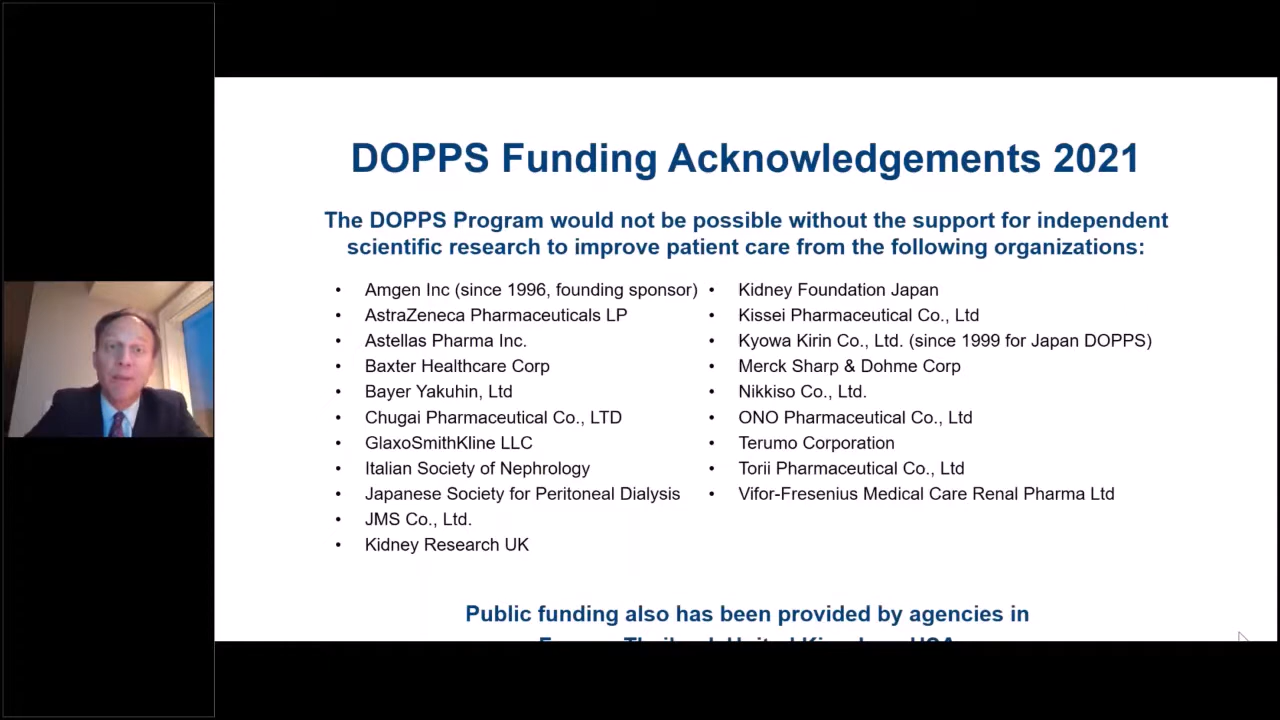 DOPPS Funding Acknowledgements 2021
The DOPPS Program would not be possible without the support for independent
scientific research to improve patient care from the following organizations:
• Amgen Inc (since 1996, founding sponsor)
• AstraZeneca Pharmaceuticals LP
• Astellas Pharma Inc.
• Baxter Healthcare Corp
• Bayer Yakuhin, Ltd
• Chugai Pharmaceutical Co., LTD
• GlaxoSmithKline LLC
• Italian Society of Nephrology
• Japanese Society for Peritoneal Dialysis
• JMS Co., Ltd.
• Kidney Research UK
• Kidney Foundation Japan
• Kissei Pharmaceutical Co., Ltd
• Kyowa Kirin Co., Ltd. (since 1999 for Japan DOPPS)
• Merck Sharp & Dohme Corp
• Nikkiso Co., Ltd.
• ONO Pharmaceutical Co., Ltd
• Terumo Corporation
• Torii Pharmaceutical Co., Ltd
• Vifor-Fresenius Medical Care Renal Pharma Ltd
Public funding also has been provided by agencies in